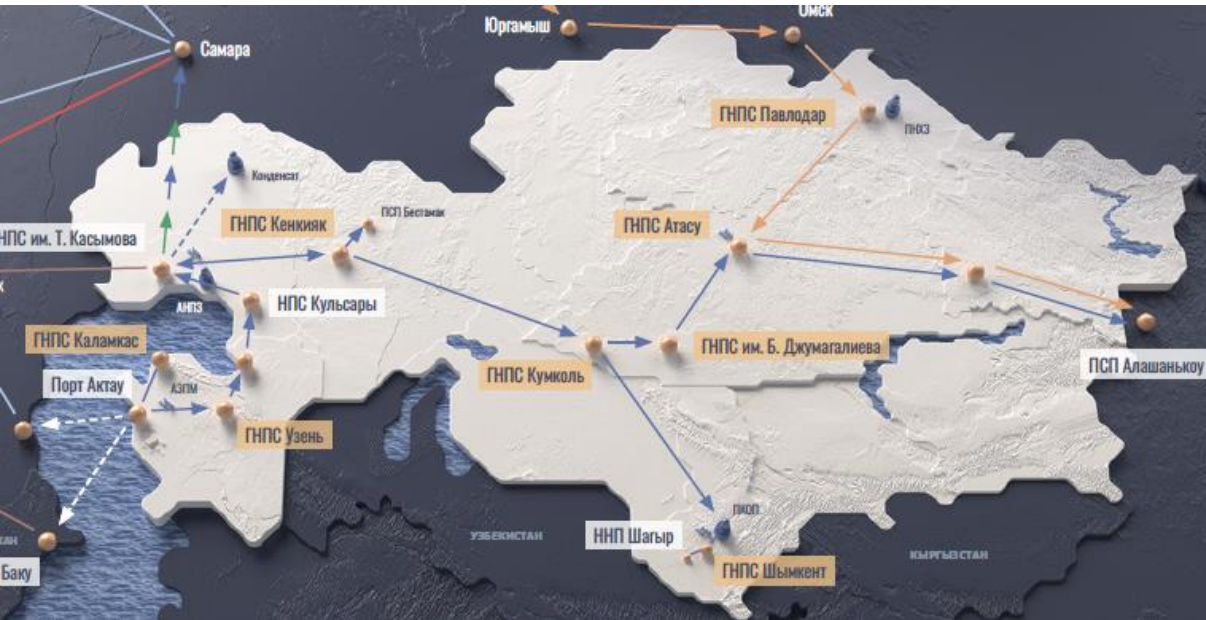 Омск
Юргамыш
Самара
ГНПС Павлодар
ПНХЗ
Конденсат
ПСП Бестамак
ГНПС Кенкияк
ГНПС Атасу
НПС им. Т. Касымова
НПС Кульсары
АНПЗ
ГНПС Каламкас
ГНПС им. Б. Джумагалиева
ПСП Алашанькоу
ГНПС Кумколь
Порт Актау
АЗПМ
ГНПС Узень
ПКОП
УЗБЕКИСТАН
ННП Шагыр
КЫРГЫЗСТАН
ГНПС Шымкент
Баку